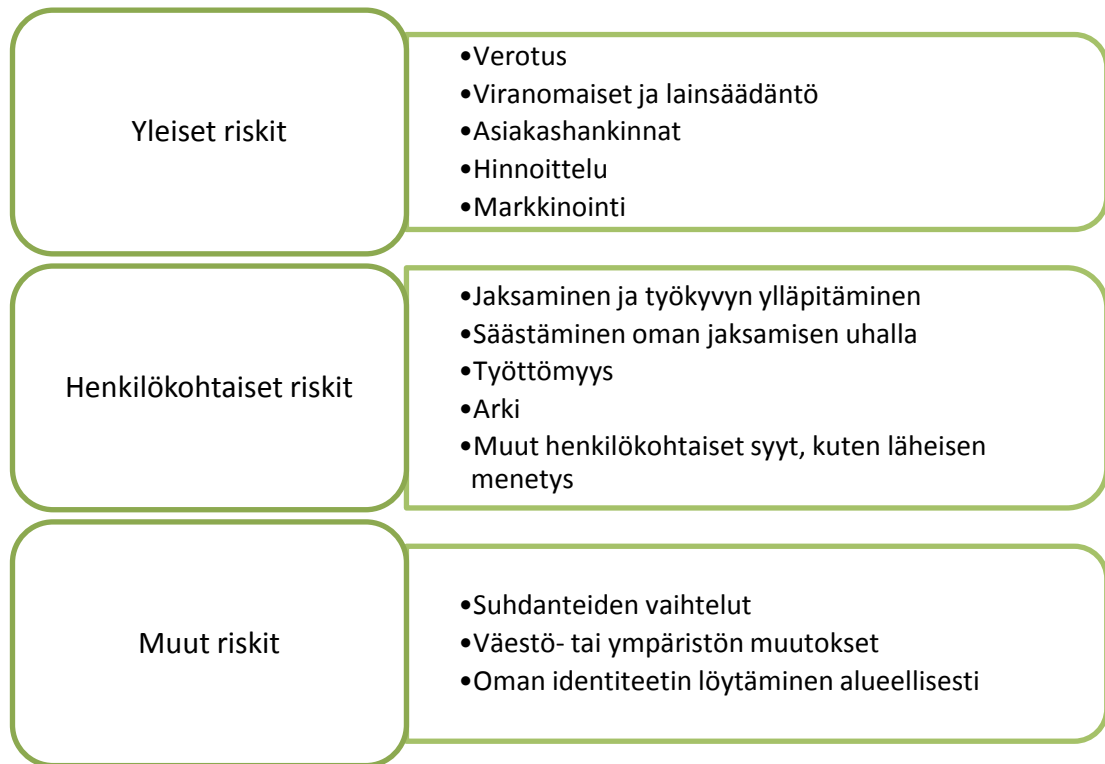 Yleiset riskit
•Verotus
•Viranomaiset ja lainsäädäntö
•Asiakashankinnat
•Hinnoittelu
•Markkinointi
Henkilökohtaiset riskit
•Jaksaminen ja työkyvyn ylläpitäminen
•Säästäminen oman jaksamisen uhalla
•Työttömyys
•Arki
•Muut henkilökohtaiset syyt, kuten läheisen
menetys
Muut riskit
•Suhdanteiden vaihtelut
•Väestö- tai ympäristön muutokset
•Oman identiteetin löytäminen alueellisesti